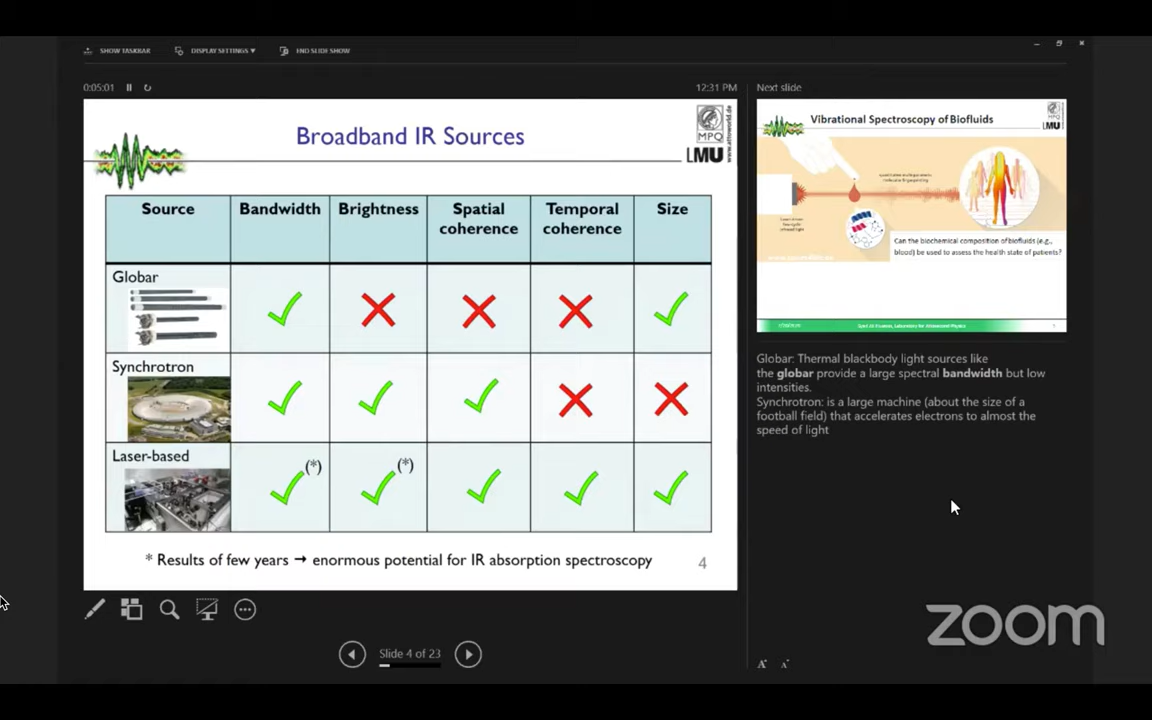 SHOW TASKBAR
DISPLAY SETTINGS ▼
END SLIDE SHOW
0:05:01
12:31 PM
Broadband IR Sources
MPQ
LMU
www.attoworld.de
Source
Bandwidth
Brightness
Spatial
coherence
Temporal
coherence
Size
Globar
Synchrotron
Laser-based
(*)
(*)
* Results of few years → enormous potential for IR absorption spectroscopy
4
Slide 4 of 23
Next slide
Vibrational Spectroscopy of Biofluids
LMU
Can the biochemical composition of biofluids (e.g.,
blood) be used to assess the health state of patients?
Globar: Thermal blackbody light sources like
the globar provide a large spectral bandwidth but low
intensities.
Synchrotron: is a large machine (about the size of a
football field) that accelerates electrons to almost the
speed of light
zoom